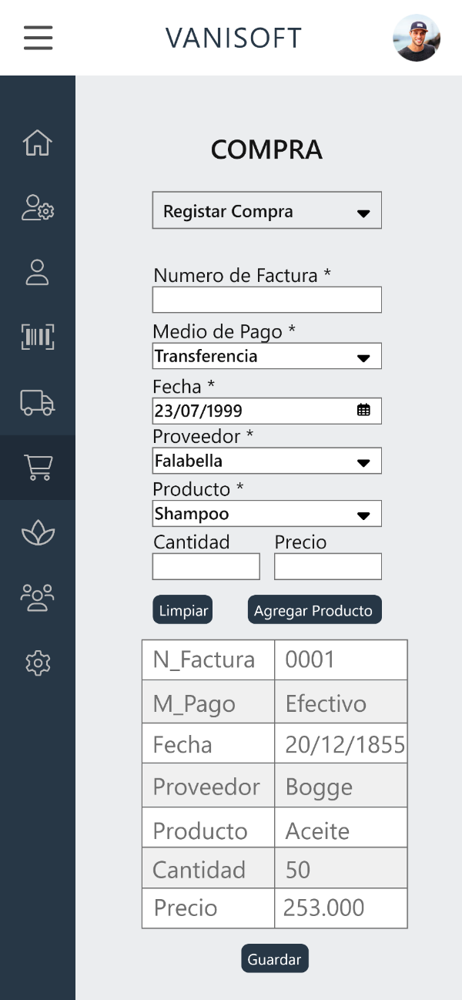 VANISOFT
COMPRA
Registar Compra
Numero de Factura *
Medio de Pago *
Transferencia
Fecha *
23/07/1999
Proveedor *
Falabella
Producto *
Shampoo
Cantidad Precio
Limpiar Agregar Producto
N_Factura 0001
M_Pago Efectivo
Fecha 20/12/1855
Proveedor Bogge
Producto Aceite
Cantidad 50
Precio 253.000
Guardar